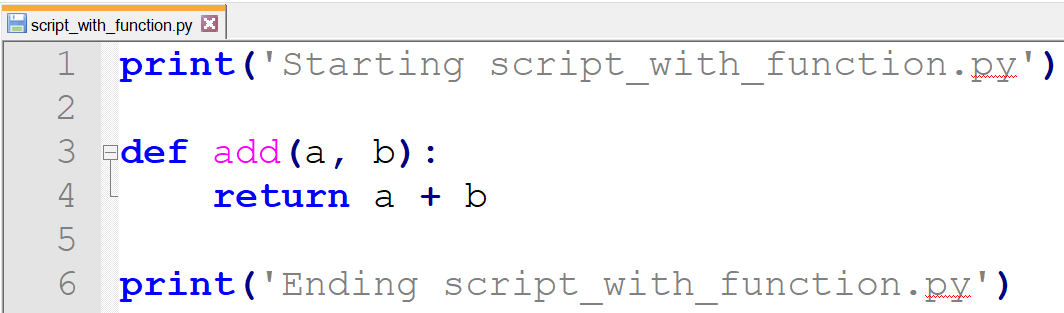 script_with_function.py
1 print('Starting script_with_function.py')
2
3 def add(a, b):
4     return a + b
5
6 print('Ending script_with_function.py')